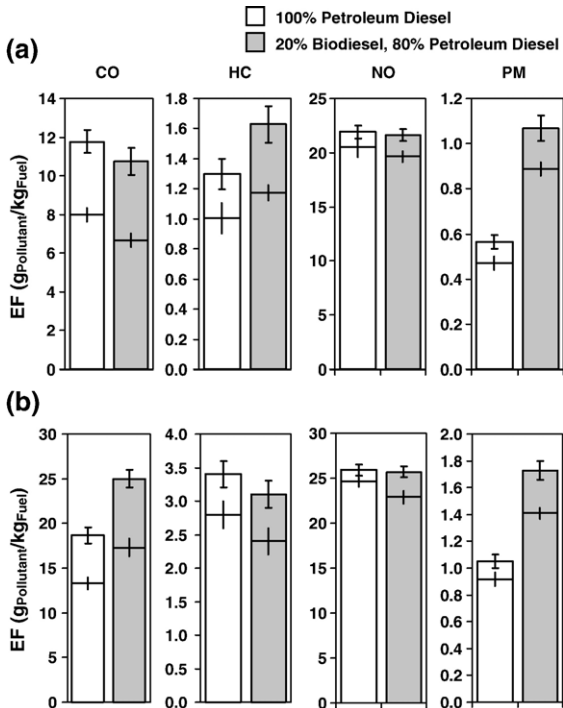 100% Petroleum Diesel
20% Biodiesel, 80% Petroleum Diesel
(a)
CO HC NO PM
EF (gPollutant/kgFuel)
14 12 10 8 6 4 2 0
1.8 1.6 1.4 1.2 1.0 0.8 0.6 0.4 0.2 0.0
25 20 15 10 5 0
1.2 1.0 0.8 0.6 0.4 0.2 0.0
(b)
EF (gPollutant/kgFuel)
30 25 20 15 10 5 0
4.0 3.5 3.0 2.5 2.0 1.5 1.0 0.5 0.0
30 25 20 15 10 5 0
2.0 1.8 1.6 1.4 1.2 1.0 0.8 0.6 0.4 0.2 0.0